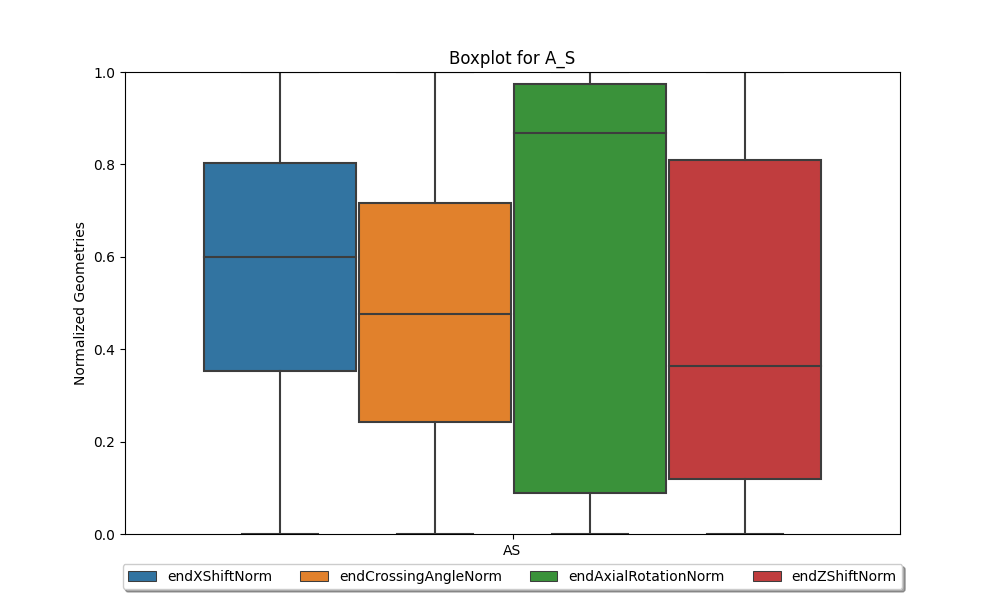 Boxplot for A_S
Normalized Geometries
1.0
0.8
0.6
0.4
0.2
0.0
AS
endXShiftNorm endCrossingAngleNorm endAxialRotationNorm endZShiftNorm